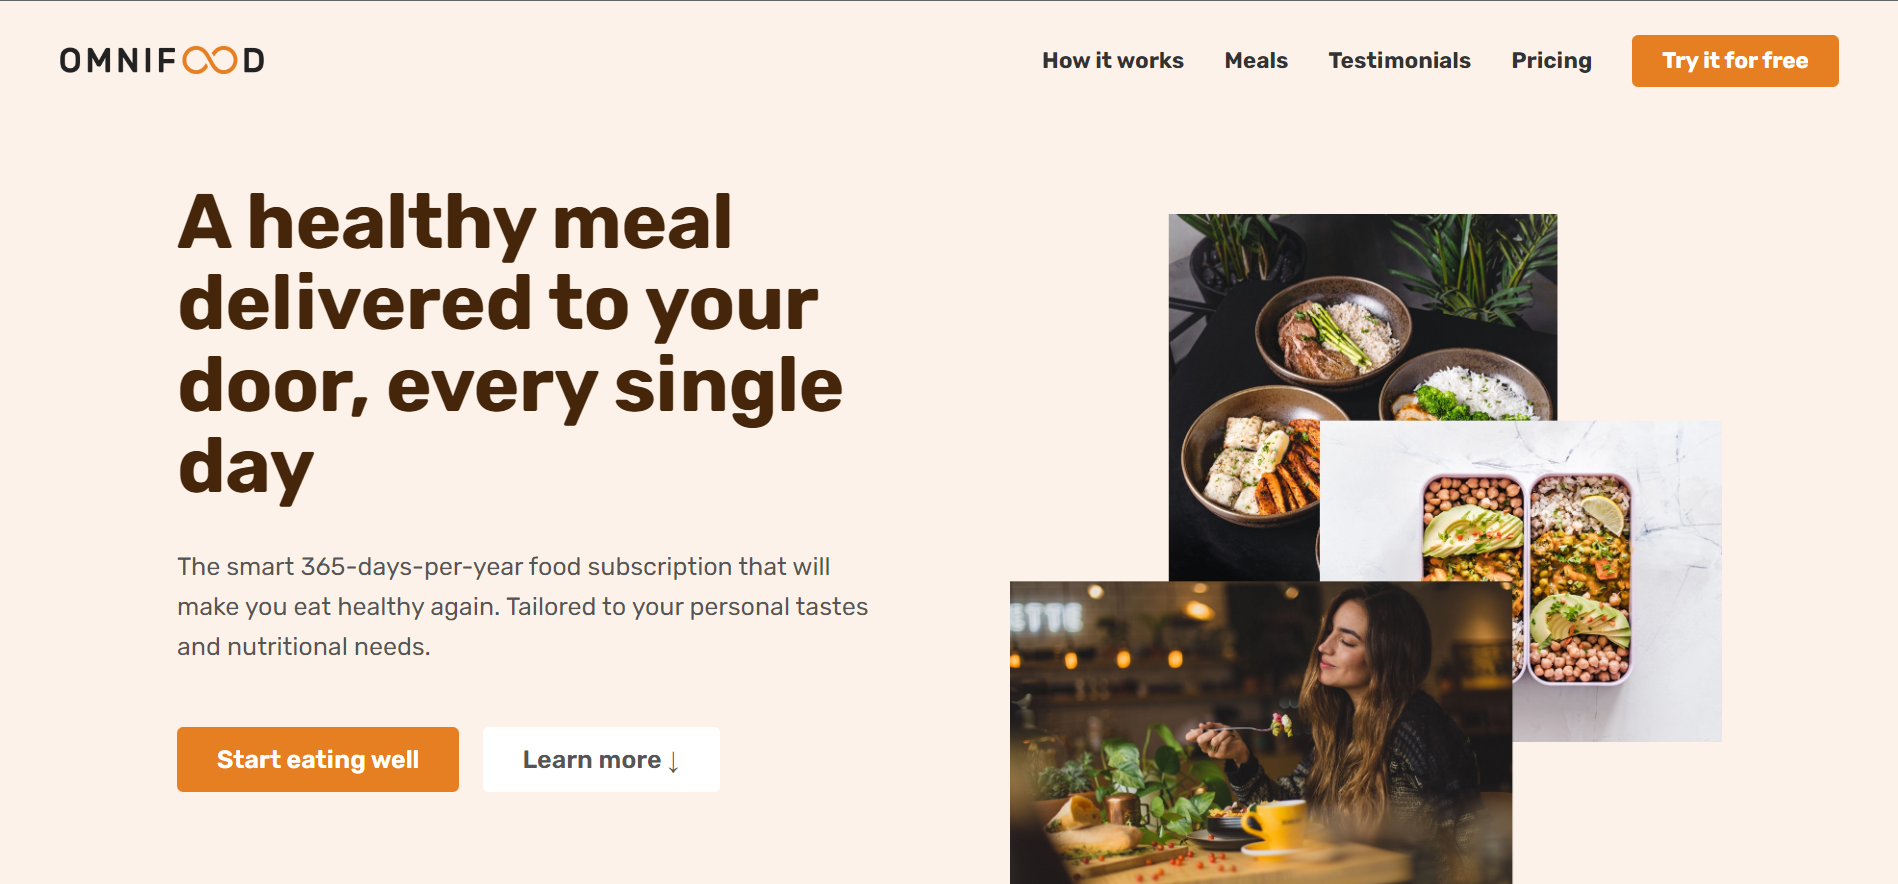 OMNIFOOD
How it works
Meals
Testimonials
Pricing
Try it for free
A healthy meal
delivered to your
door, every single
day
The smart 365-days-per-year food subscription that will
make you eat healthy again. Tailored to your personal tastes
and nutritional needs.
Start eating well
Learn more ↓
ETTE